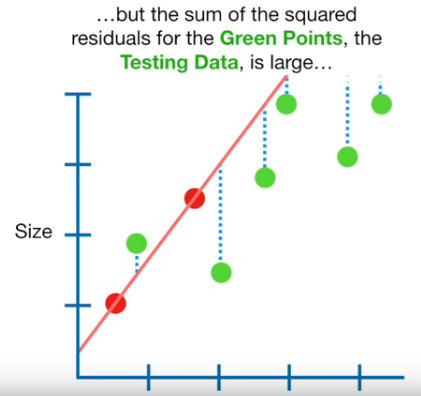 ...but the sum of the squared
residuals for the Green Points, the
Testing Data, is large...
Size